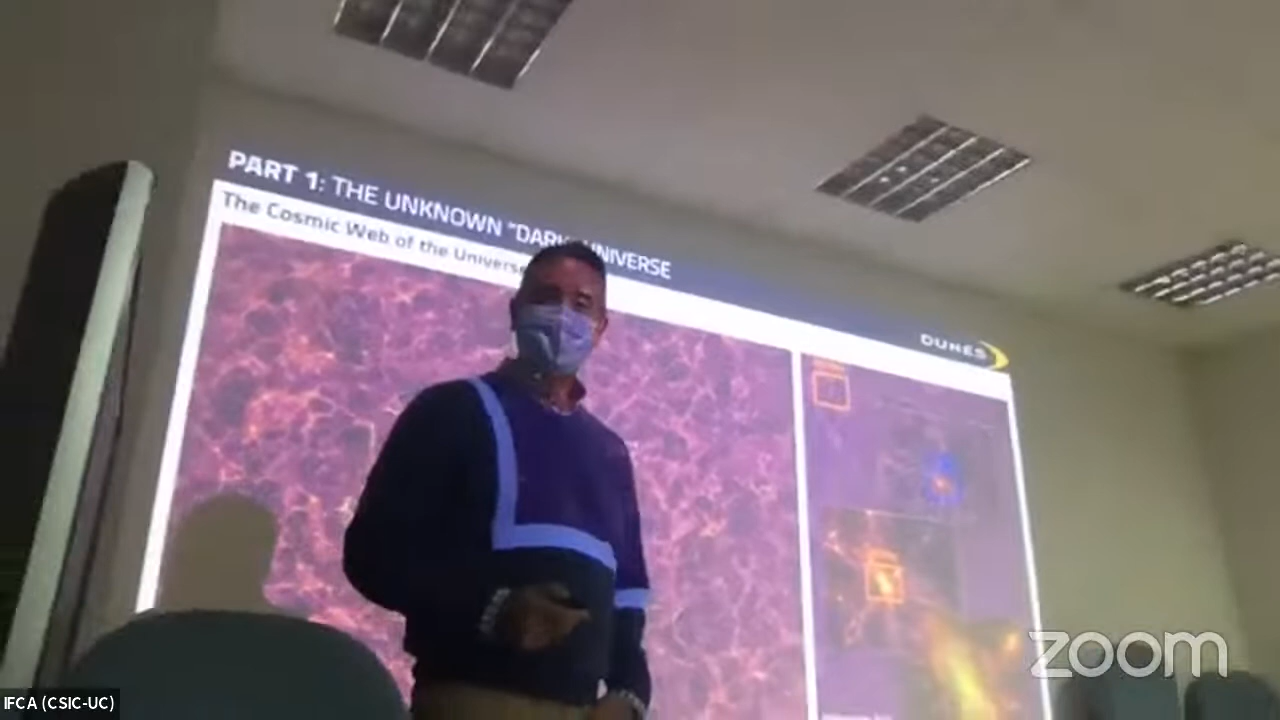 PART 1: THE UNKNOWN "DARK UNIVERSE
The Cosmic Web of the Universe
DUNES
zoom
IFCA (CSIC-UC)